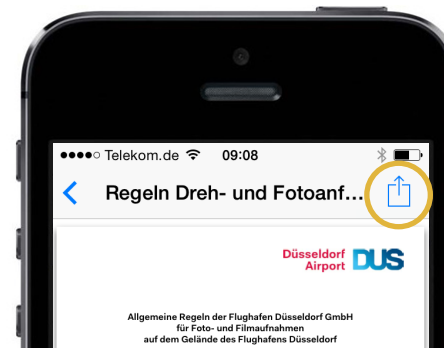 Telekom.de 09:08
Regeln Dreh- und Fotoanf...
Düsseldorf
Airport DUS
Allgemeine Regeln der Flughafen Düsseldorf GmbH
für Foto- und Filmaufnahmen
auf dem Gelände des Flughafens Düsseldorf